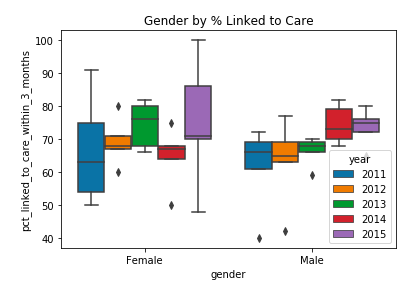 Gender by % Linked to Care
pct_linked_to_care_within_3_months
100
90
80
70
60
50
40
Female
Male
gender
year
2011
2012
2013
2014
2015